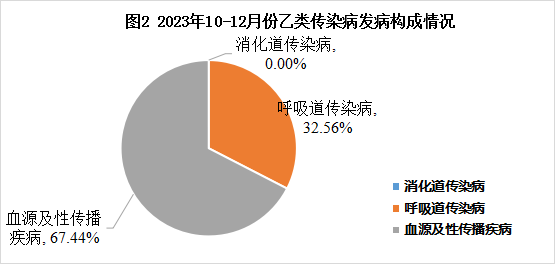 图2 2023年10-12月份乙类传染病发病构成情况
消化道传染病,
0.00%
呼吸道传染病,
32.56%
血源及性传播
疾病, 67.44%
消化道传染病
呼吸道传染病
血源及性传播疾病